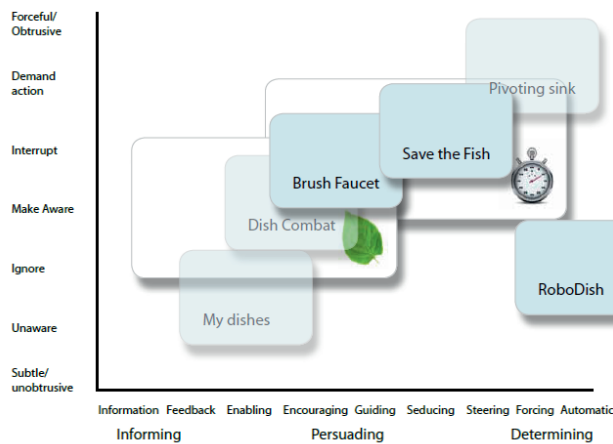 Forceful/
Obtrusive
Demand
action
Pivoting sink
Interrupt
Save the Fish
Brush Faucet
Make Aware
Dish Combat
Ignore
RoboDish
My dishes
Unaware
Subtle/
unobtrusive
Information Feedback Enabling Encouraging Guiding Seducing Steering Forcing Automatic
Informing Persuading Determining